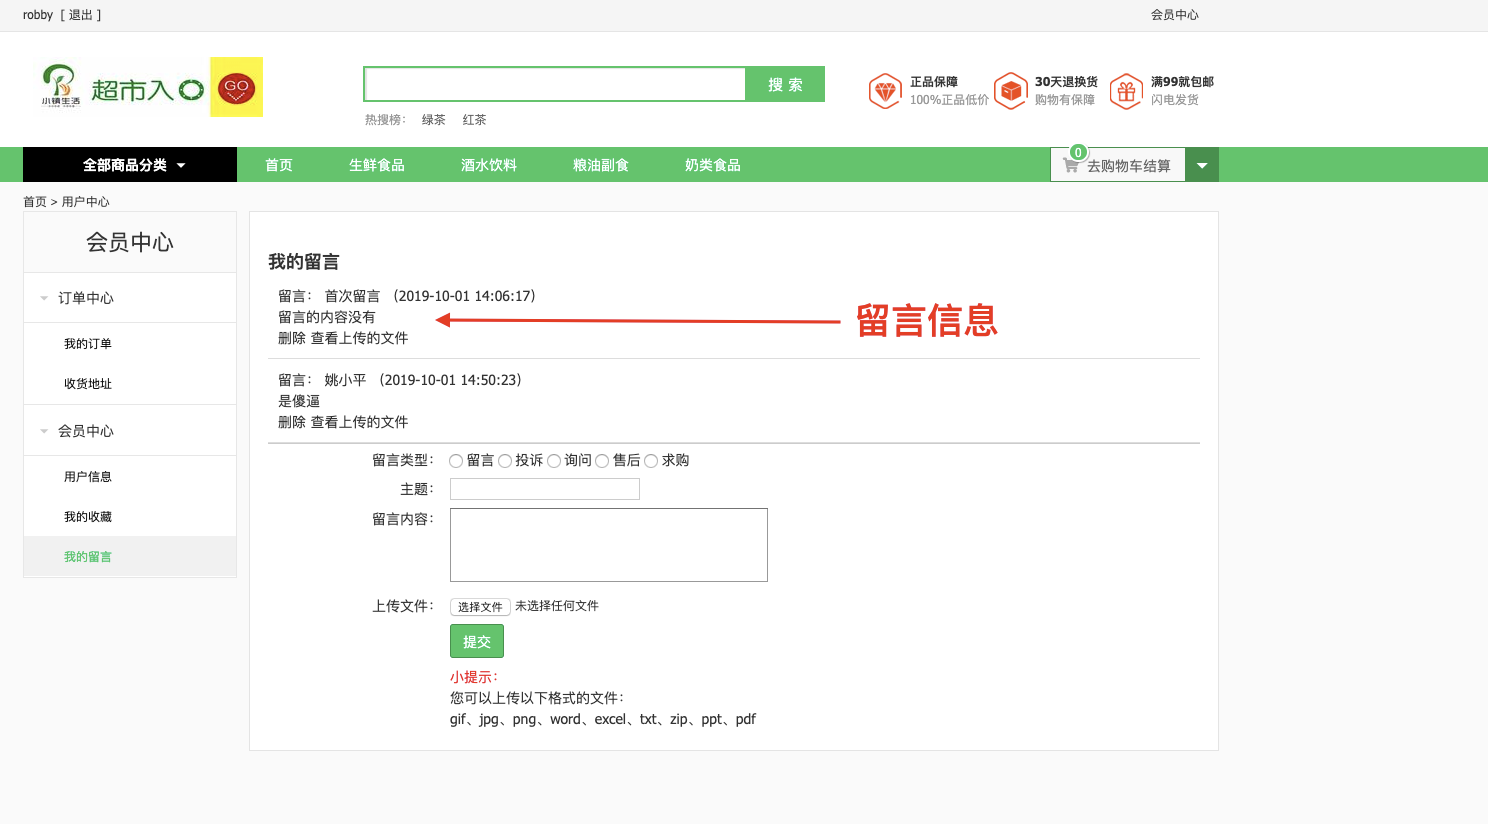 robby [ 退出 ]
会员中心
小镇生活
超市入口
GO
搜 索
热搜榜： 绿茶 红茶
正品保障
100%正品低价
30天退换货
购物有保障
满99就包邮
闪电发货
全部商品分类
首页
生鲜食品
酒水饮料
粮油副食
奶类食品
0
去购物车结算
首页 > 用户中心
会员中心
订单中心
我的订单
收货地址
会员中心
用户信息
我的收藏
我的留言
我的留言
留言： 首次留言 （2019-10-01 14:06:17）
留言的内容没有
删除 查看上传的文件
留言信息
留言： 姚小平 （2019-10-01 14:50:23）
是傻逼
删除 查看上传的文件
留言类型： 留言 投诉 询问 售后 求购
主题：
留言内容：
上传文件： 选择文件 未选择任何文件
提交
小提示：
您可以上传以下格式的文件：
gif、jpg、png、word、excel、txt、zip、ppt、pdf